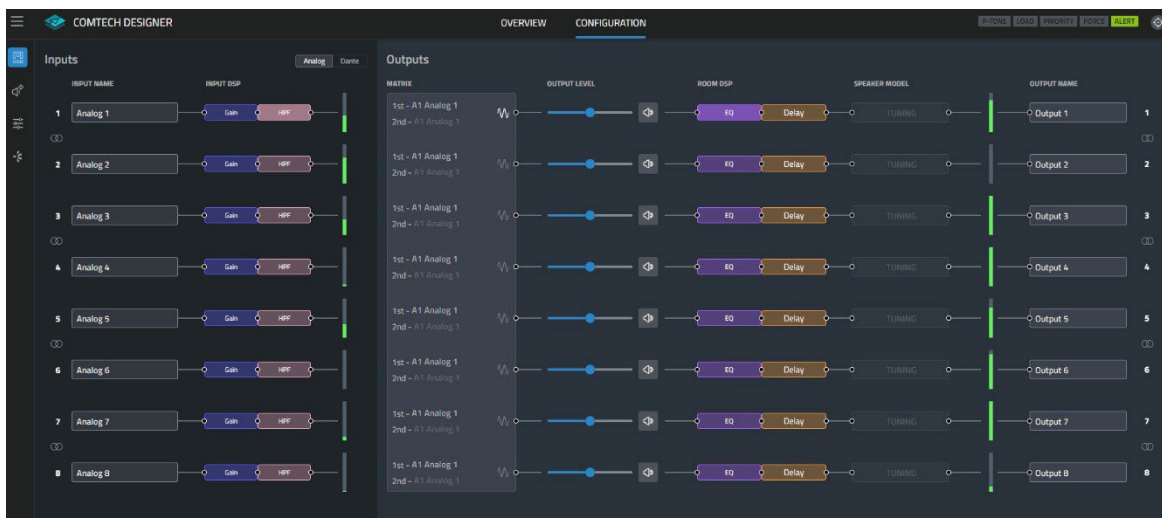 COMTECH DESIGNER
OVERVIEW CONFIGURATION
P-TONE LOAD PRIORITY FORCE ALERT
Inputs Analog Dante Outputs
INPUT NAME INPUT DSP MATRIX OUTPUT LEVEL ROOM DSP SPEAKER MODEL OUTPUT NAME
1st - A1 Analog 1
1 Analog 1 Gain HPF EQ Delay TUNING Output 1 1
2nd - A1 Analog 1
1st - A1 Analog 1
2 Analog 2 Gain HPF EQ Delay TUNING Output 2 2
2nd - A1 Analog 1
1st - A1 Analog 1
3 Analog 3 Gain HPF EQ Delay TUNING Output 3 3
2nd - A1 Analog 1
1st - A1 Analog 1
4 Analog 4 Gain HPF EQ Delay TUNING Output 4 4
2nd - A1 Analog 1
1st - A1 Analog 1
5 Analog 5 Gain HPF EQ Delay TUNING Output 5 5
2nd - A1 Analog 1
1st - A1 Analog 1
6 Analog 6 Gain HPF EQ Delay TUNING Output 6 6
2nd - A1 Analog 1
1st - A1 Analog 1
7 Analog 7 Gain HPF EQ Delay TUNING Output 7 7
2nd - A1 Analog 1
1st - A1 Analog 1
8 Analog 8 Gain HPF EQ Delay TUNING Output 8 8
2nd - A1 Analog 1